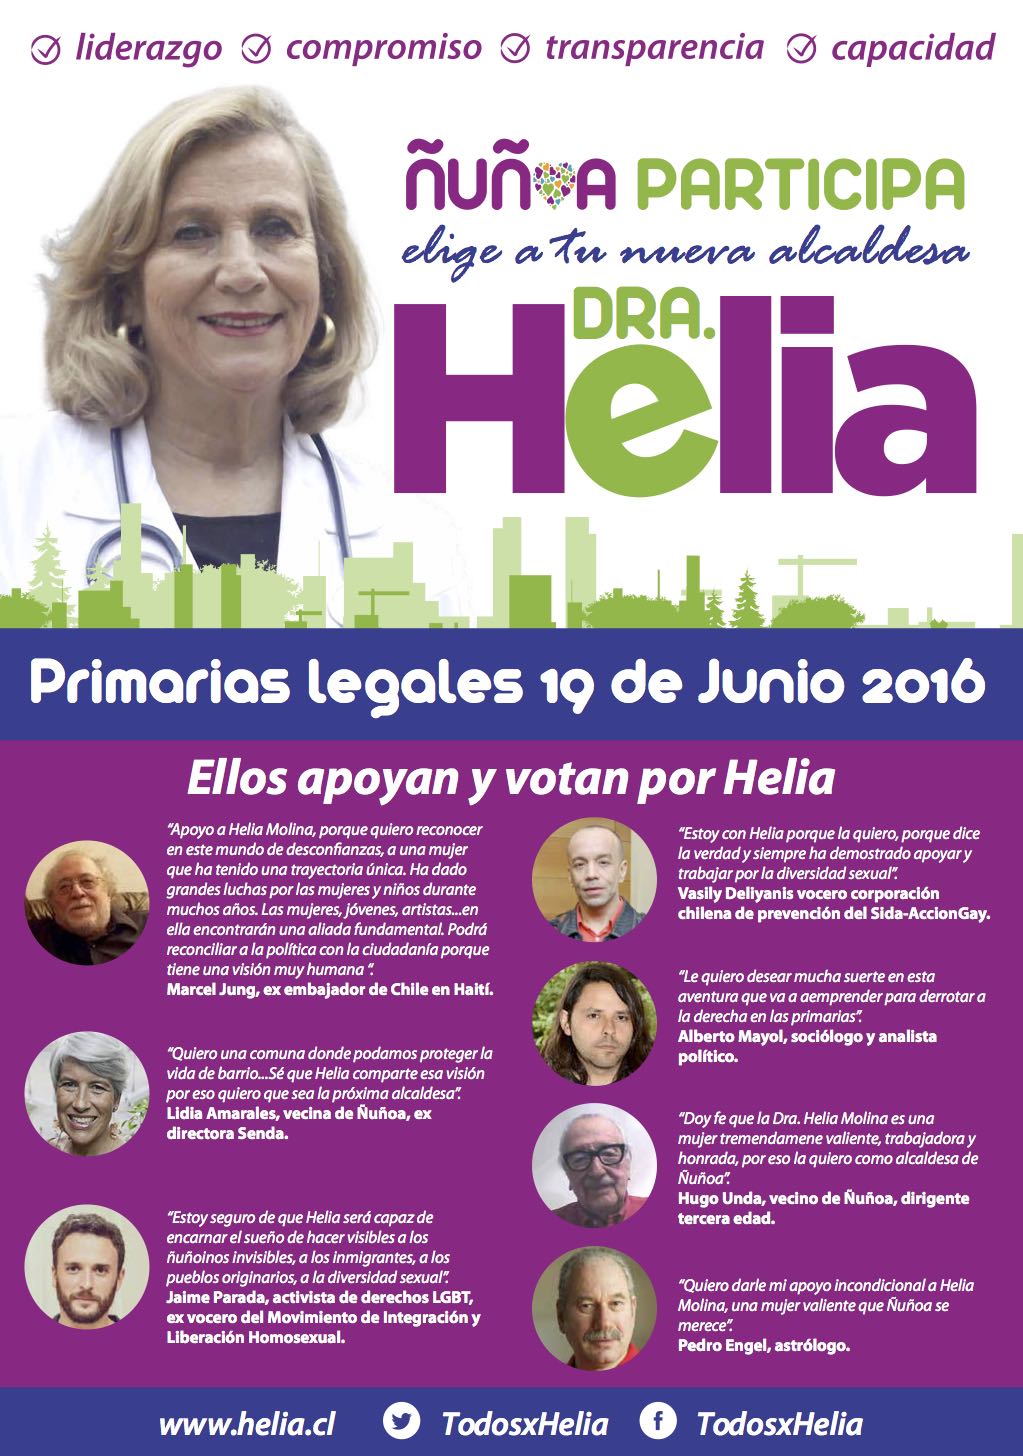 liderazgo compromiso transparencia capacidad
ñuñoa PARTICIPA
elige a tu nueva alcaldesa
DRA.
Helia
Primarias legales 19 de Junio 2016
Ellos apoyan y votan por Helia
“Apoyo a Helia Molina, porque quiero reconocer
en este mundo de desconfianzas, a una mujer
que ha tenido una trayectoria única. Ha dado
grandes luchas por las mujeres y niños durante
muchos años. Las mujeres, jóvenes, artistas...en
ella encontrarán una aliada fundamental. Podrá
reconciliar a la política con la ciudadanía porque
tiene una visión muy humana “.
Marcel Jung, ex embajador de Chile en Haití.
“Quiero una comuna donde podamos proteger la
vida de barrio...Sé que Helia comparte esa visión
por eso quiero que sea la próxima alcaldesa”.
Lidia Amarales, vecina de Ñuñoa, ex
directora Senda.
“Estoy seguro de que Helia será capaz de
encarnar el sueño de hacer visibles a los
ñuñoinos invisibles, a los inmigrantes, a los
pueblos originarios, a la diversidad sexual”.
Jaime Parada, activista de derechos LGBT,
ex vocero del Movimiento de Integración y
Liberación Homosexual.
“Estoy con Helia porque la quiero, porque dice
la verdad y siempre ha demostrado apoyar y
trabajar por la diversidad sexual”.
Vasily Deliyanis vocero corporación
chilena de prevención del Sida-AccionGay.
“Le quiero desear mucha suerte en esta
aventura que va a aemprender para derrotar a
la derecha en las primarias”.
Alberto Mayol, sociólogo y analista
político.
“Doy fe que la Dra. Helia Molina es una
mujer tremendamene valiente, trabajadora y
honrada, por eso la quiero como alcaldesa de
Ñuñoa”.
Hugo Unda, vecino de Ñuñoa, dirigente
tercera edad.
“Quiero darle mi apoyo incondicional a Helia
Molina, una mujer valiente que Ñuñoa se
merece”.
Pedro Engel, astrólogo.
www.helia.cl TodosxHelia TodosxHelia